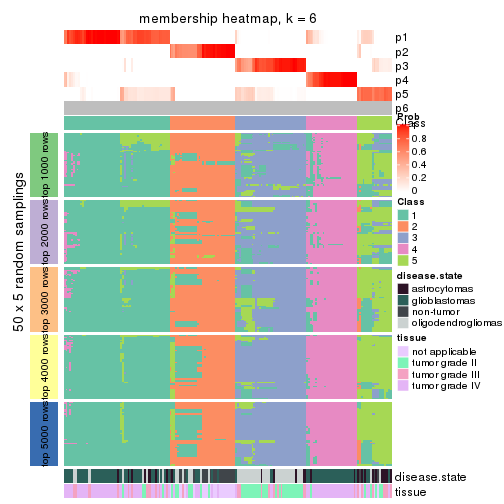 membership heatmap, k = 6
p1
p2
p3
p4
p5
p6
Class
Prob
1
0.8
0.6
0.4
0.2
0
Class
1
2
3
4
5
disease.state
astrocytomas
glioblastomas
non-tumor
oligodendrogliomas
tissue
not applicable
tumor grade II
tumor grade III
tumor grade IV
50 x 5 random samplings
top 1000 rows
top 2000 rows
top 3000 rows
top 4000 rows
top 5000 rows
disease.state
tissue